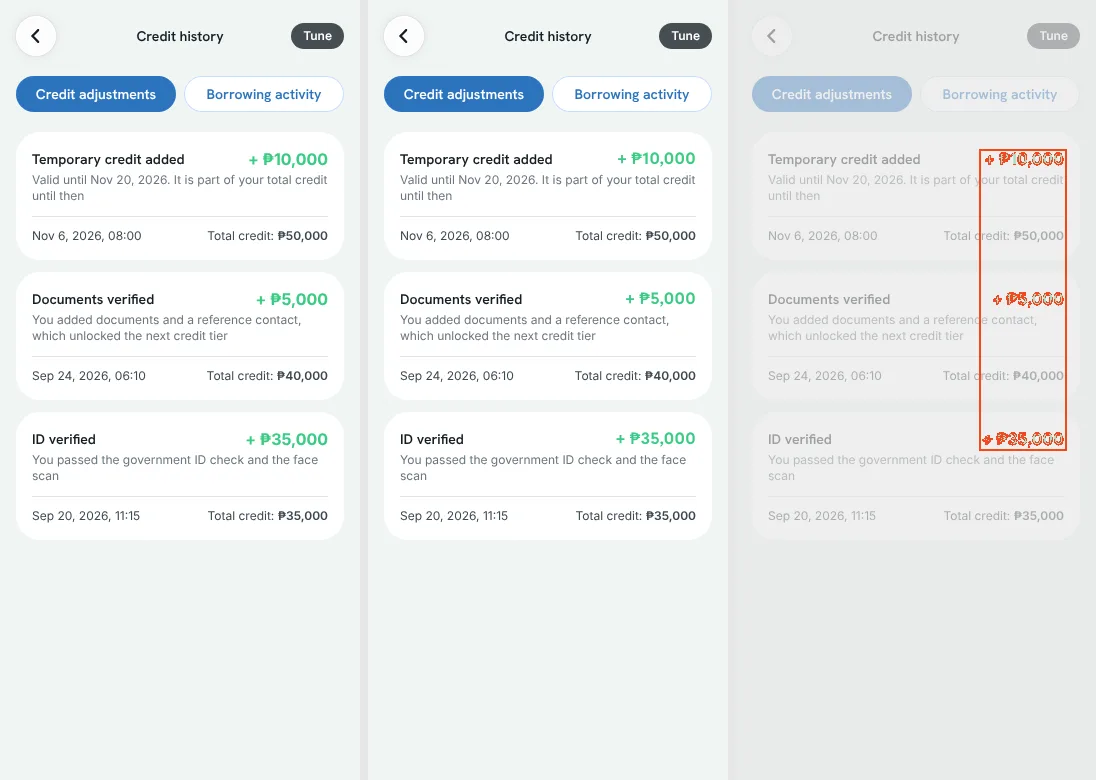 Credit history
Tune
Credit adjustments
Borrowing activity
Temporary credit added
+ ₱10,000
Valid until Nov 20, 2026. It is part of your total credit
until then
Nov 6, 2026, 08:00
Total credit: ₱50,000
Documents verified
+ ₱5,000
You added documents and a reference contact,
which unlocked the next credit tier
Sep 24, 2026, 06:10
Total credit: ₱40,000
ID verified
+ ₱35,000
You passed the government ID check and the face
scan
Sep 20, 2026, 11:15
Total credit: ₱35,000
Credit history
Tune
Credit adjustments
Borrowing activity
Temporary credit added
+ ₱10,000
Valid until Nov 20, 2026. It is part of your total credit
until then
Nov 6, 2026, 08:00
Total credit: ₱50,000
Documents verified
+ ₱5,000
You added documents and a reference contact,
which unlocked the next credit tier
Sep 24, 2026, 06:10
Total credit: ₱40,000
ID verified
+ ₱35,000
You passed the government ID check and the face
scan
Sep 20, 2026, 11:15
Total credit: ₱35,000
Credit history
Tune
Credit adjustments
Borrowing activity
Temporary credit added
+ ₱10,000
Valid until Nov 20, 2026. It is part of your total credit
until then
Nov 6, 2026, 08:00
Total credit: ₱50,000
Documents verified
+ ₱5,000
You added documents and a reference contact,
which unlocked the next credit tier
Sep 24, 2026, 06:10
Total credit: ₱40,000
ID verified
+ ₱35,000
You passed the government ID check and the face
scan
Sep 20, 2026, 11:15
Total credit: ₱35,000